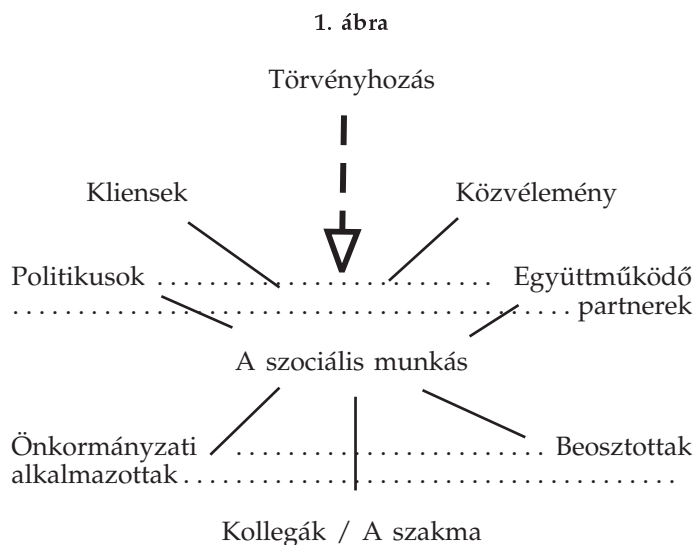 1. ábra
Törvényhozás
Kliensek
Közvélemény
Politikusok . . . . . . . . . . . . . . . . . . . . . . . . . . . . . . Együttműködő
. . . . . . . . . . . . . . . . . . . . . . . . . . . . . . . . . . . . . . . . . . . . . . . . . . partnerek
A szociális munkás
Önkormányzati . . . . . . . . . . . . . . . . . . . . . . . . . . . . Beosztottak
alkalmazottak . . . . . . . . . . . . . . . . . . . . . . . . . . . . . . . . . . . . . . . . . . . .
Kollegák / A szakma